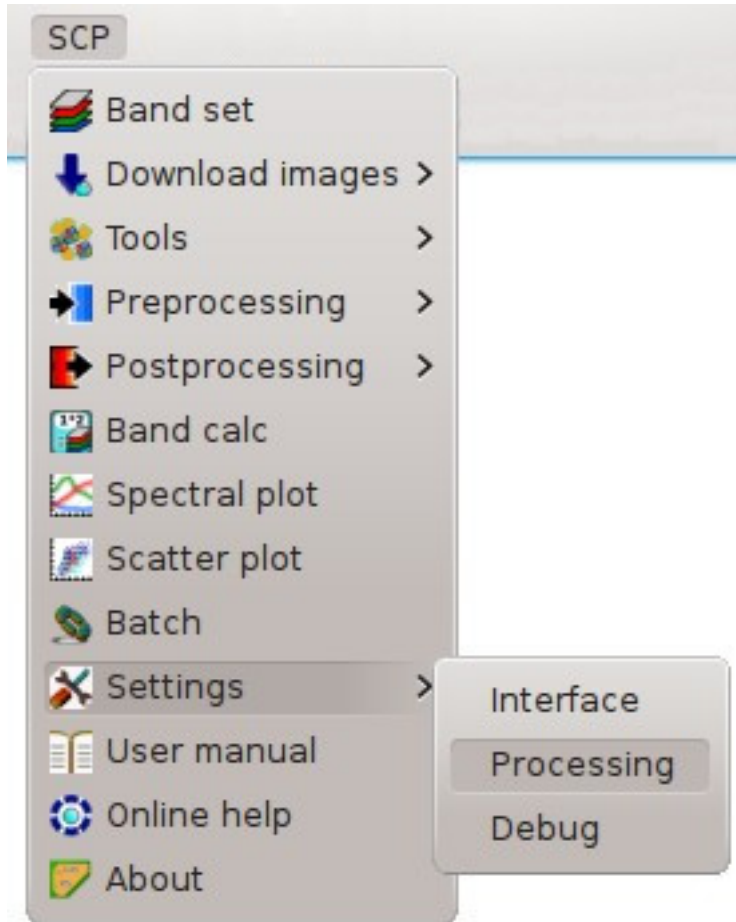 SCP
Band set
Download images
Tools
Preprocessing
Postprocessing
Band calc
Spectral plot
Scatter plot
Batch
Settings
Interface
Processing
Debug
User manual
Online help
About